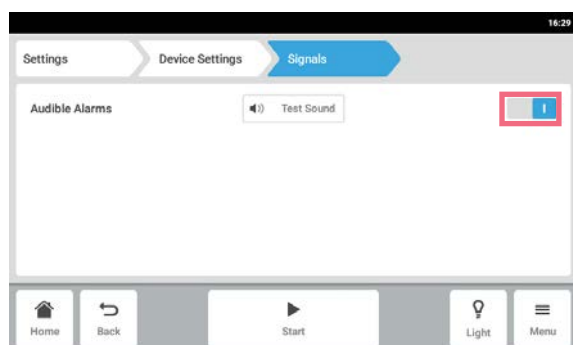 16:29
Settings Device Settings Signals
Audible Alarms Test Sound I
Home Back Start Light Menu